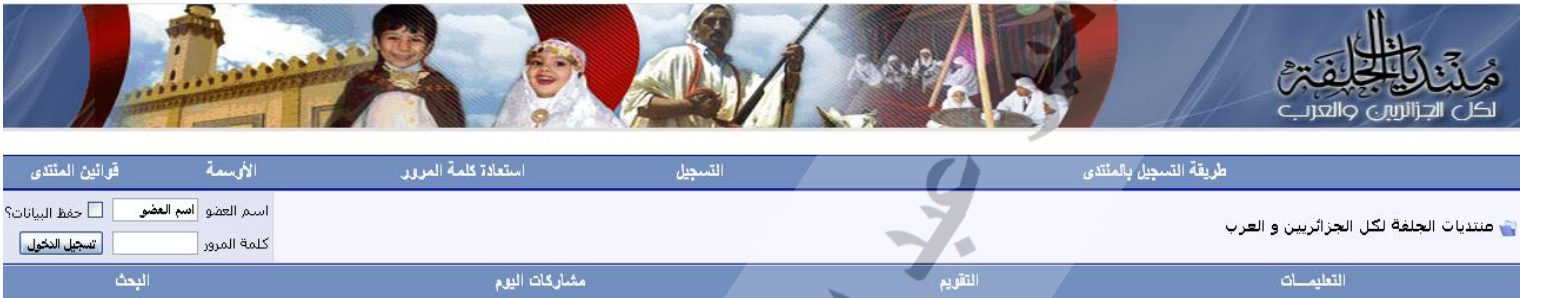 منتديات الجلفة
لكل الجزائريين والعرب
طريقة التسجيل بالمنتدى التسجيل استعادة كلمة المرور الأوسمة قوانين المنتدى
منتديات الجلفة لكل الجزائريين و العرب
اسم العضو اسم العضو حفظ البيانات؟
كلمة المرور تسجيل الدخول
التعليمـــات التقويم مشاركات اليوم البحث